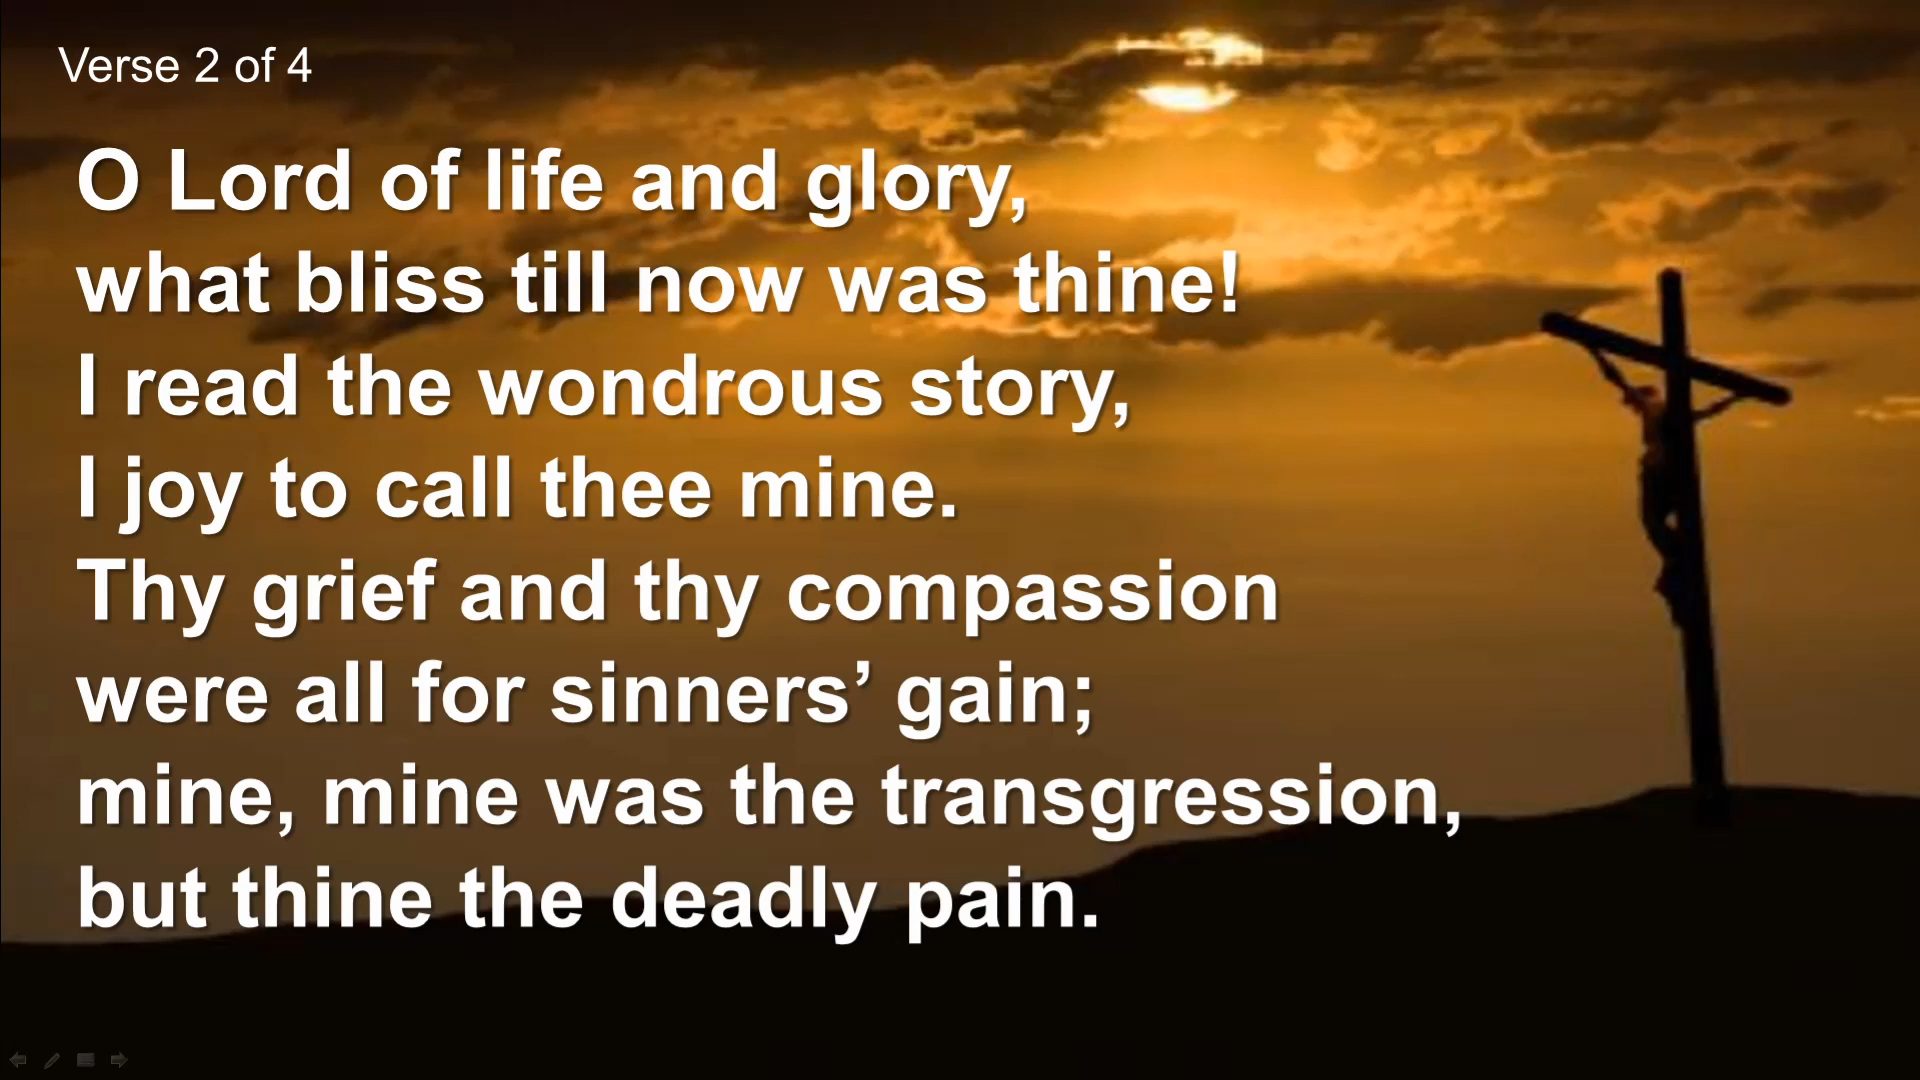 Verse 2 of 4
O Lord of life and glory,
what bliss till now was thine!
I read the wondrous story,
I joy to call thee mine.
Thy grief and thy compassion
were all for sinners’ gain;
mine, mine was the transgression,
but thine the deadly pain.